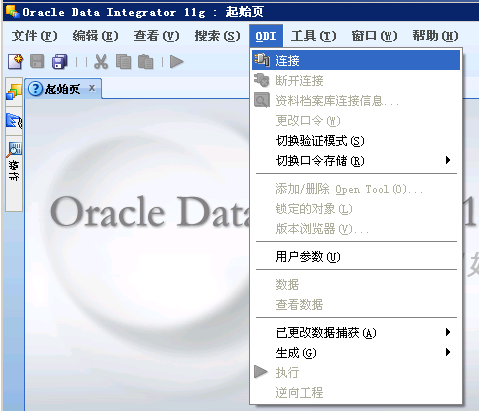 Oracle Data Integrator 11g : 起始页
文件(F) 编辑(E) 查看(V) 搜索(S) ODI 工具(T) 窗口(W) 帮助(H)
起始页 x
连接
断开连接
资料档案库连接信息...
更改口令(W)
切换验证模式(S)
切换口令存储(R)
添加/删除 Open Tool(O)...
锁定的对象(L)
版本浏览器(V)...
用户参数(U)
数据
查看数据
已更改数据捕获(A)
生成(G)
执行
逆向工程
Oracle Data
1